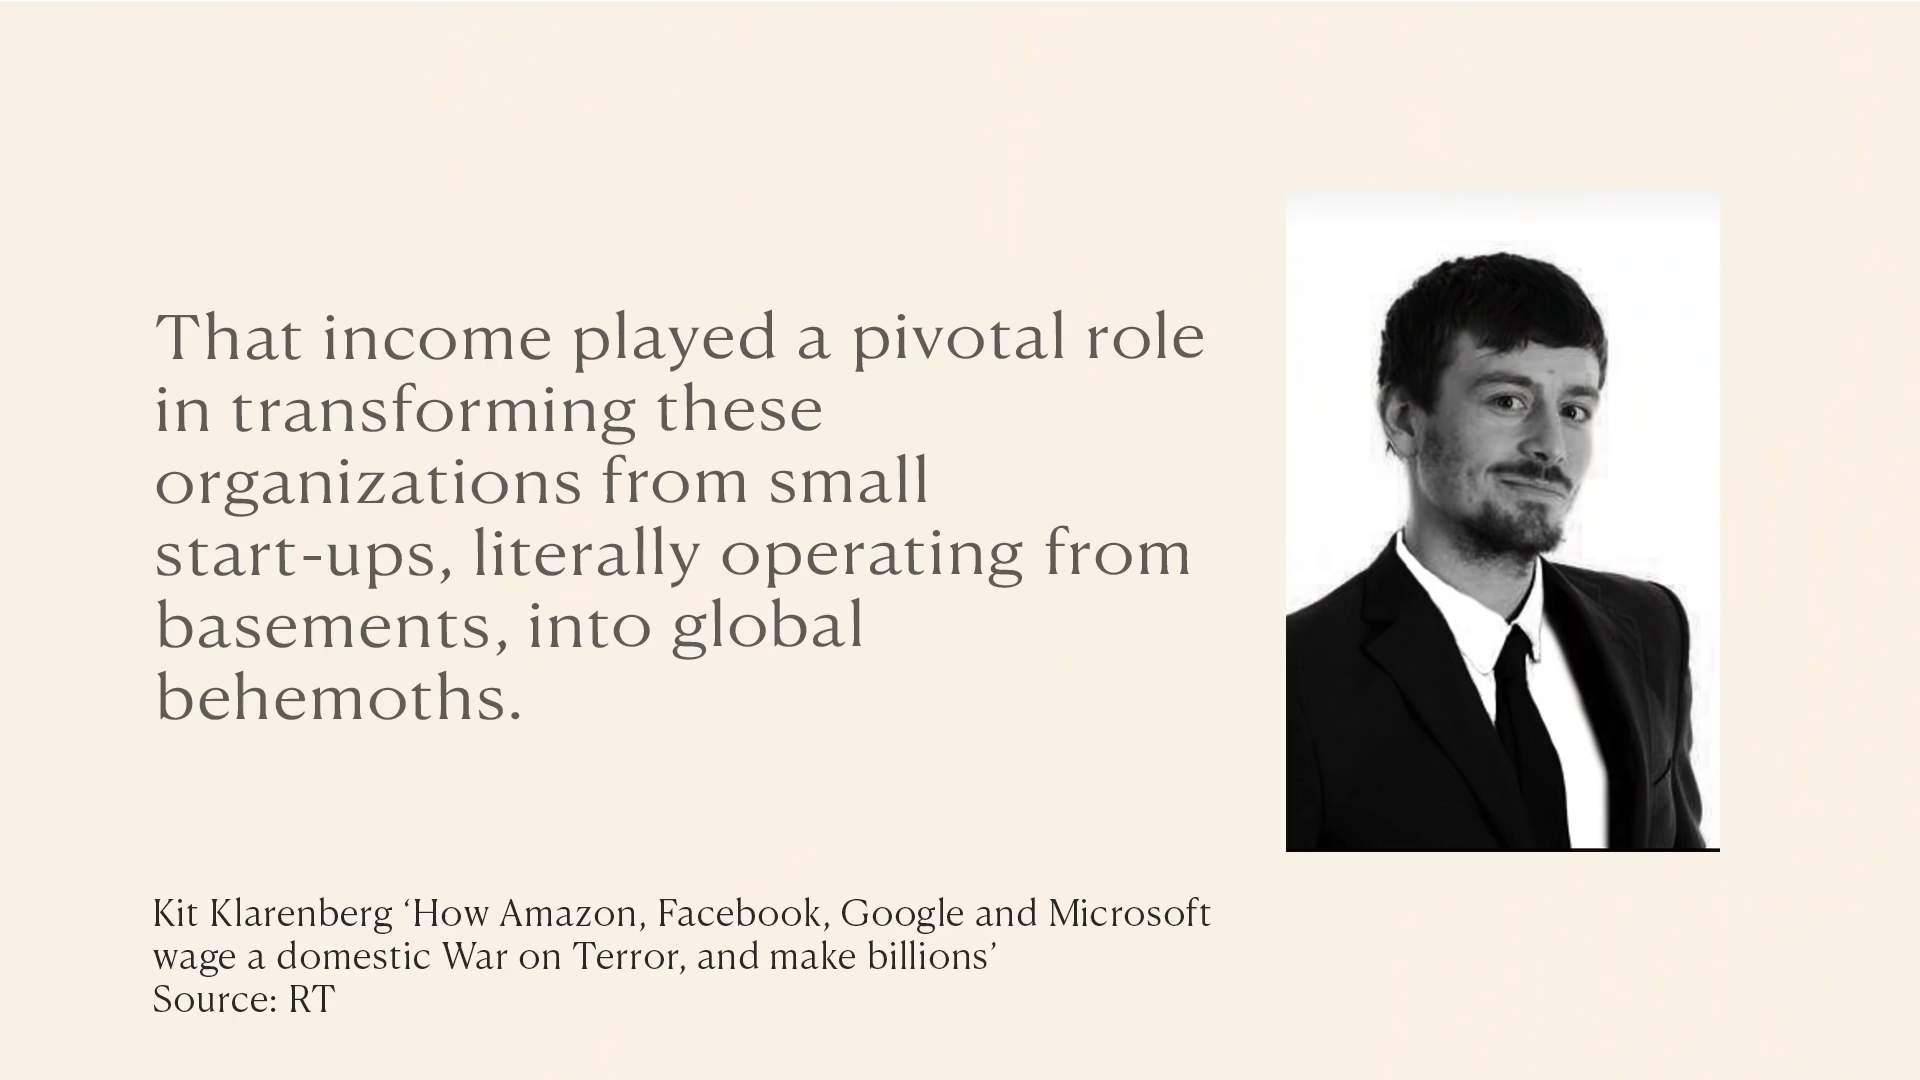 That income played a pivotal role
in transforming these
organizations from small
start-ups, literally operating from
basements, into global
behemoths.
Kit Klarenberg ‘How Amazon, Facebook, Google and Microsoft
wage a domestic War on Terror, and make billions’
Source: RT